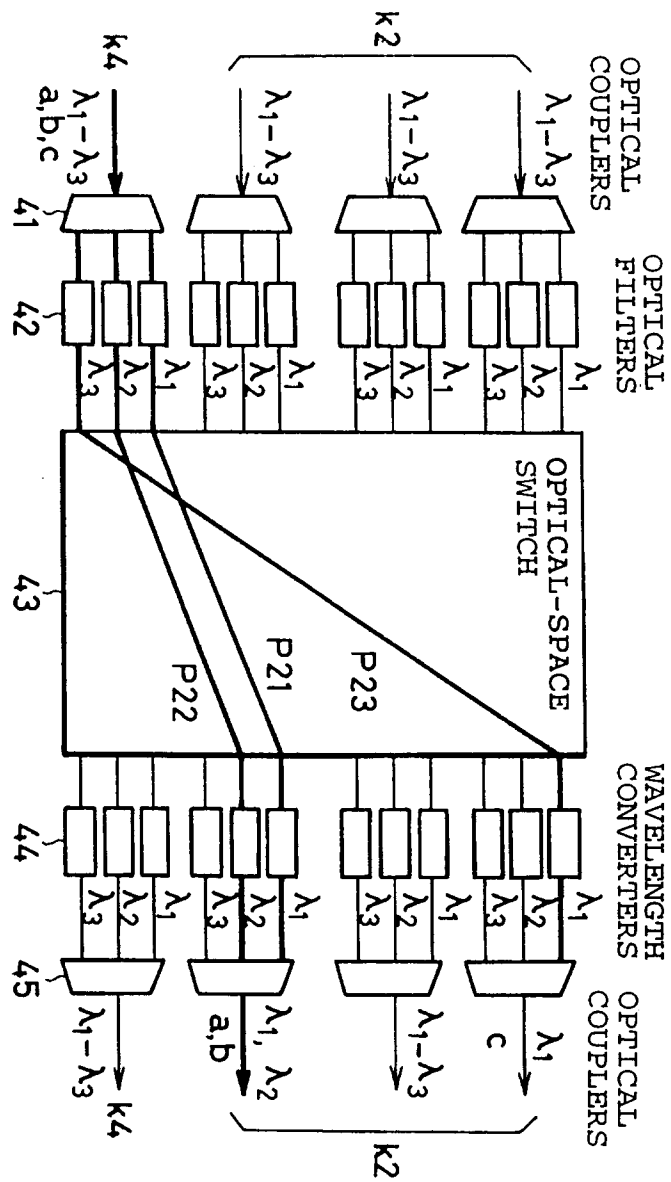 OPTICAL
COUPLERS
OPTICAL
FILTERS
OPTICAL-SPACE
SWITCH
WAVELENGTH
CONVERTERS
OPTICAL
COUPLERS
k2
λ₁-λ₃
λ₁
λ₂
λ₃
λ₁
λ₂
λ₃
λ₁
c
λ₁-λ₃
λ₁
λ₂
λ₃
P23
λ₁
λ₂
λ₃
λ₁-λ₃
k2
λ₁-λ₃
λ₁
λ₂
λ₃
P21
P22
λ₁
λ₂
λ₃
λ₁, λ₂
a,b
k4
λ₁-λ₃
a,b,c
λ₁
λ₂
λ₃
λ₁
λ₂
λ₃
k4
λ₁-λ₃
41
42
43
44
45